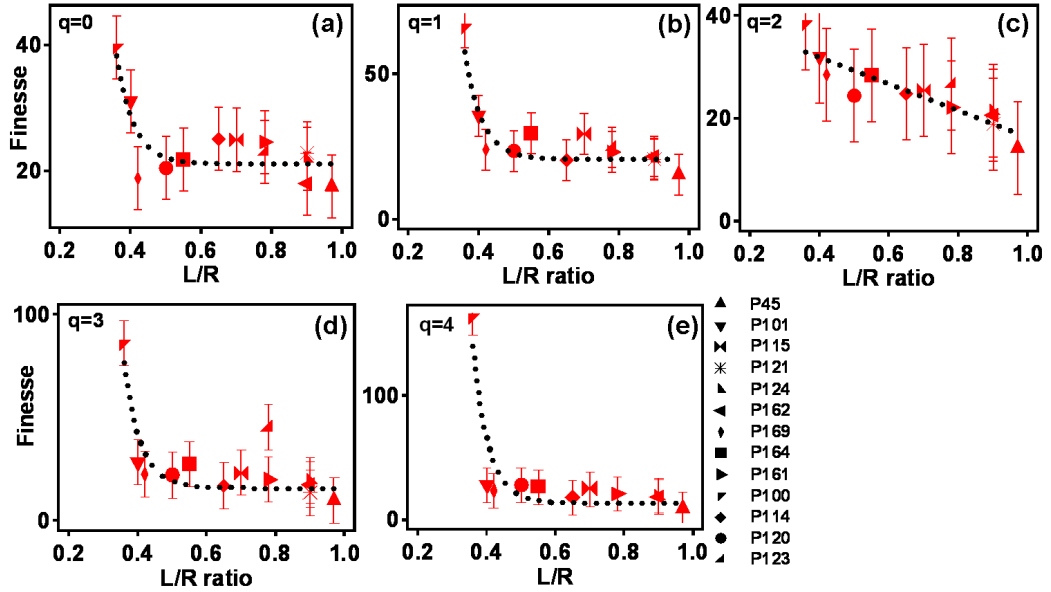 q=0 (a)
40
20
Finesse
0.2 0.4 0.6 0.8 1.0
L/R
q=1 (b)
50
0
0.2 0.4 0.6 0.8 1.0
L/R ratio
q=2 (c)
40
20
0
0.2 0.4 0.6 0.8 1.0
L/R ratio
q=3 (d)
100
0
Finesse
0.2 0.4 0.6 0.8 1.0
L/R ratio
q=4 (e)
100
0
0.2 0.4 0.6 0.8 1.0
L/R
P45
P101
P115
P121
P124
P162
P169
P164
P161
P100
P114
P120
P123